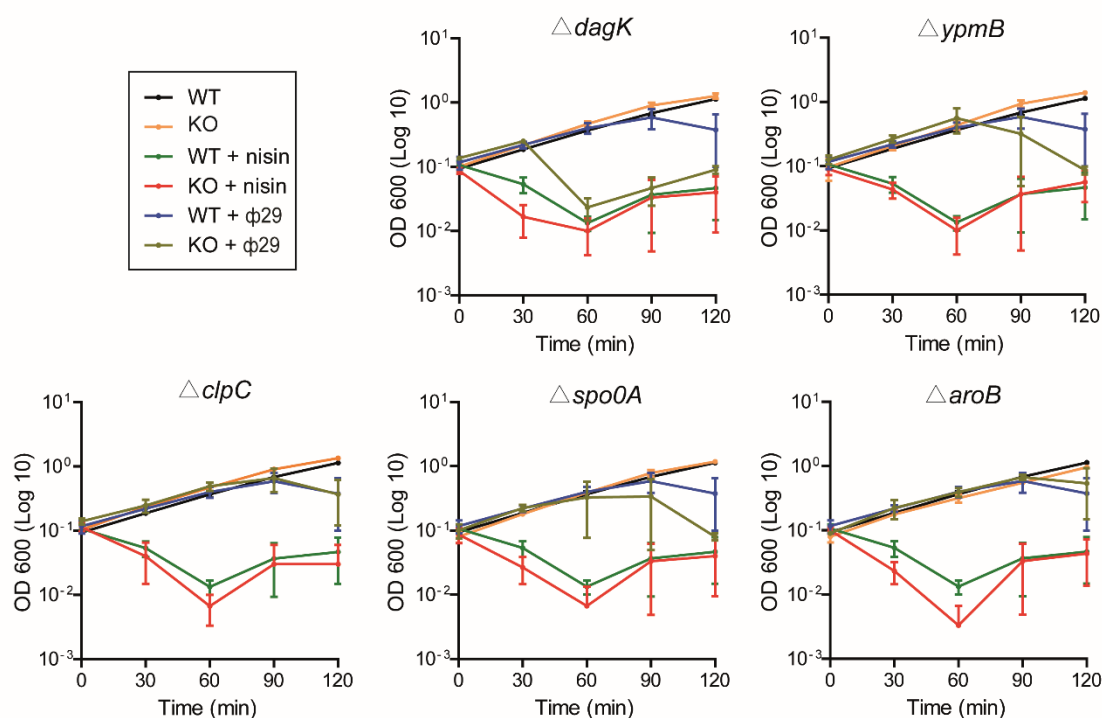 △dagK
△ypmB
WT
KO
WT + nisin
KO + nisin
WT + ф29
KO + ф29
OD 600 (Log 10)
10¹
10⁰
10⁻¹
10⁻²
10⁻³
0 30 60 90 120
Time (min)
OD 600 (Log 10)
10¹
10⁰
10⁻¹
10⁻²
10⁻³
0 30 60 90 120
Time (min)
△clpC
△spo0A
△aroB
OD 600 (Log 10)
10¹
10⁰
10⁻¹
10⁻²
10⁻³
0 30 60 90 120
Time (min)
OD 600 (Log 10)
10¹
10⁰
10⁻¹
10⁻²
10⁻³
0 30 60 90 120
Time (min)
OD 600 (Log 10)
10¹
10⁰
10⁻¹
10⁻²
10⁻³
0 30 60 90 120
Time (min)